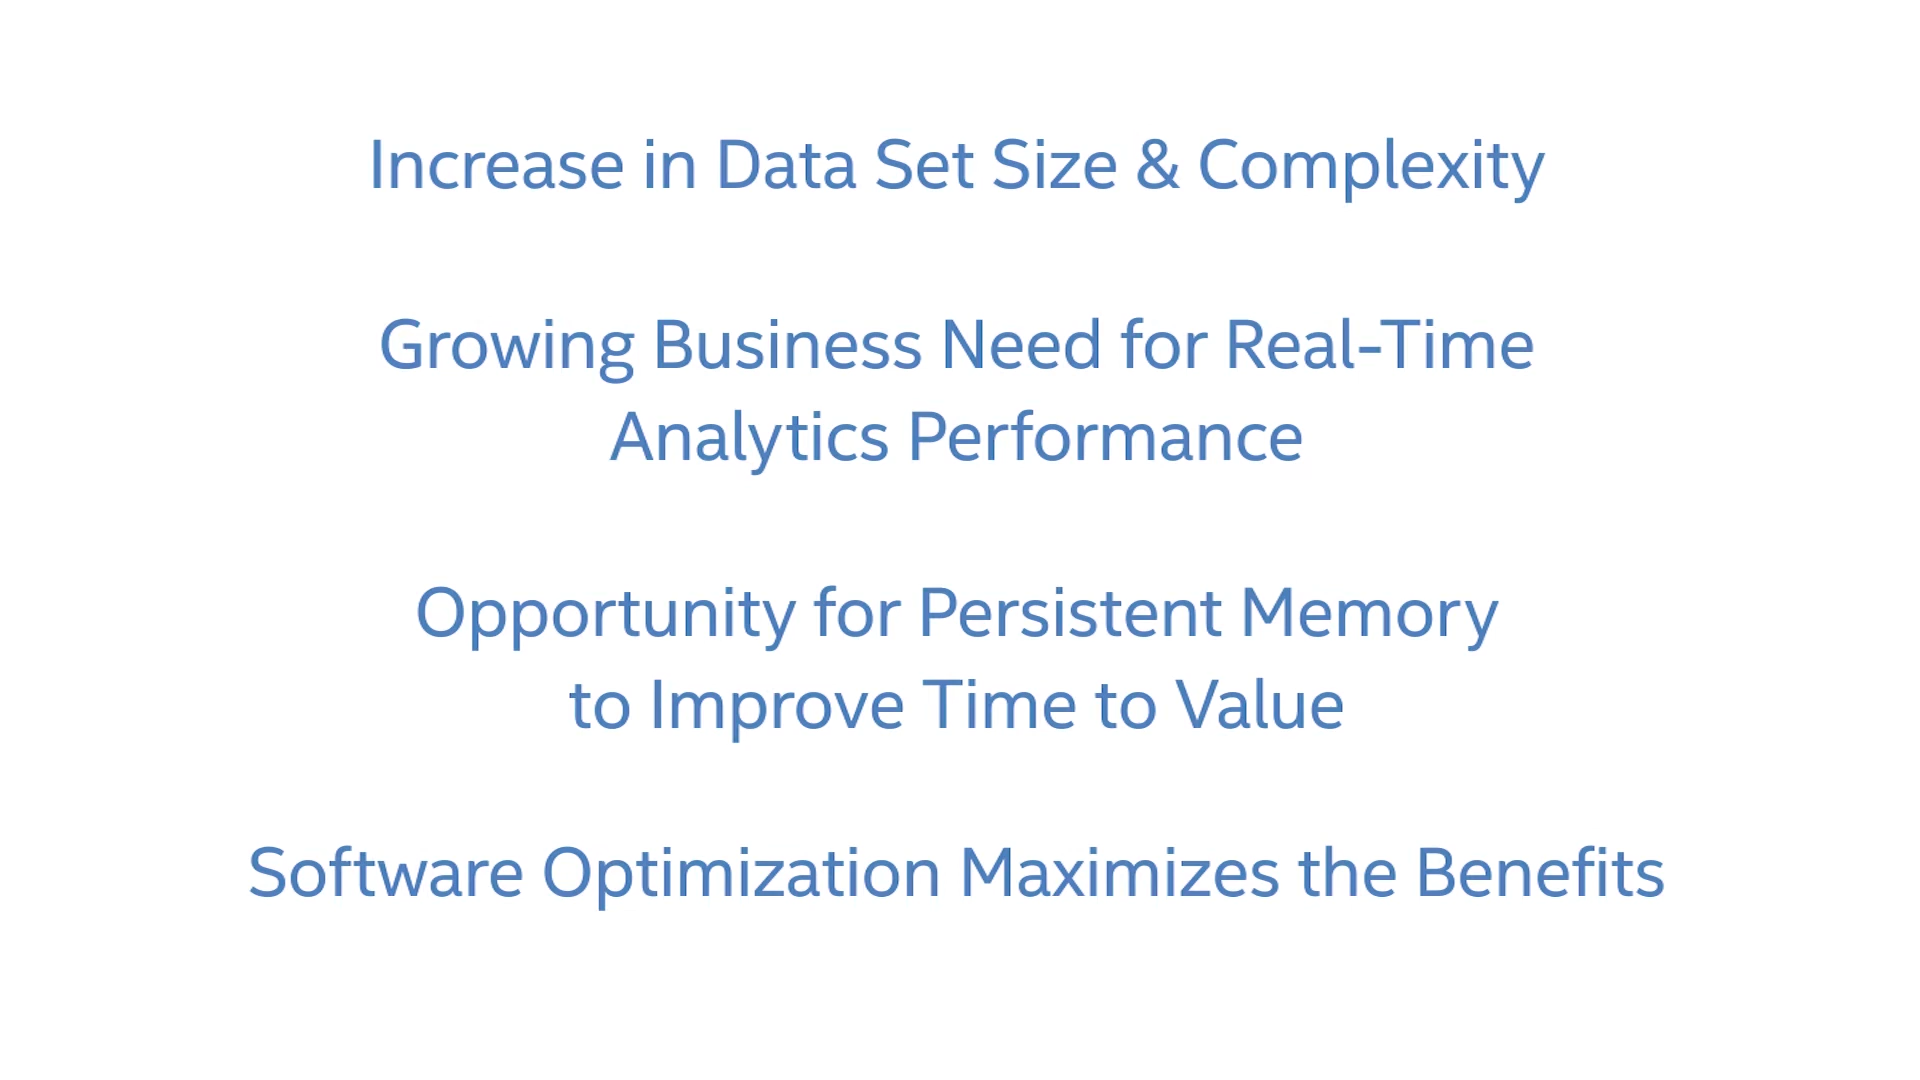 Increase in Data Set Size & Complexity
Growing Business Need for Real-Time
Analytics Performance
Opportunity for Persistent Memory
to Improve Time to Value
Software Optimization Maximizes the Benefits